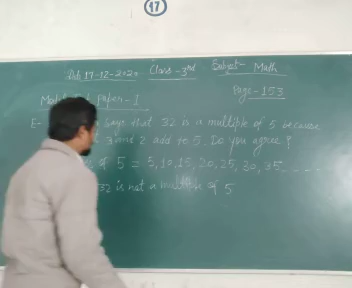 17
Dt:17-12-2020 Class-3rd Subject- Math
Model paper-I Page-153
E- says that 32 is a multiple of 5 because
3 and 2 add to 5. Do you agree?
of 5 = 5,10,15,20,25,30,35.....
32 is not a multiple of 5